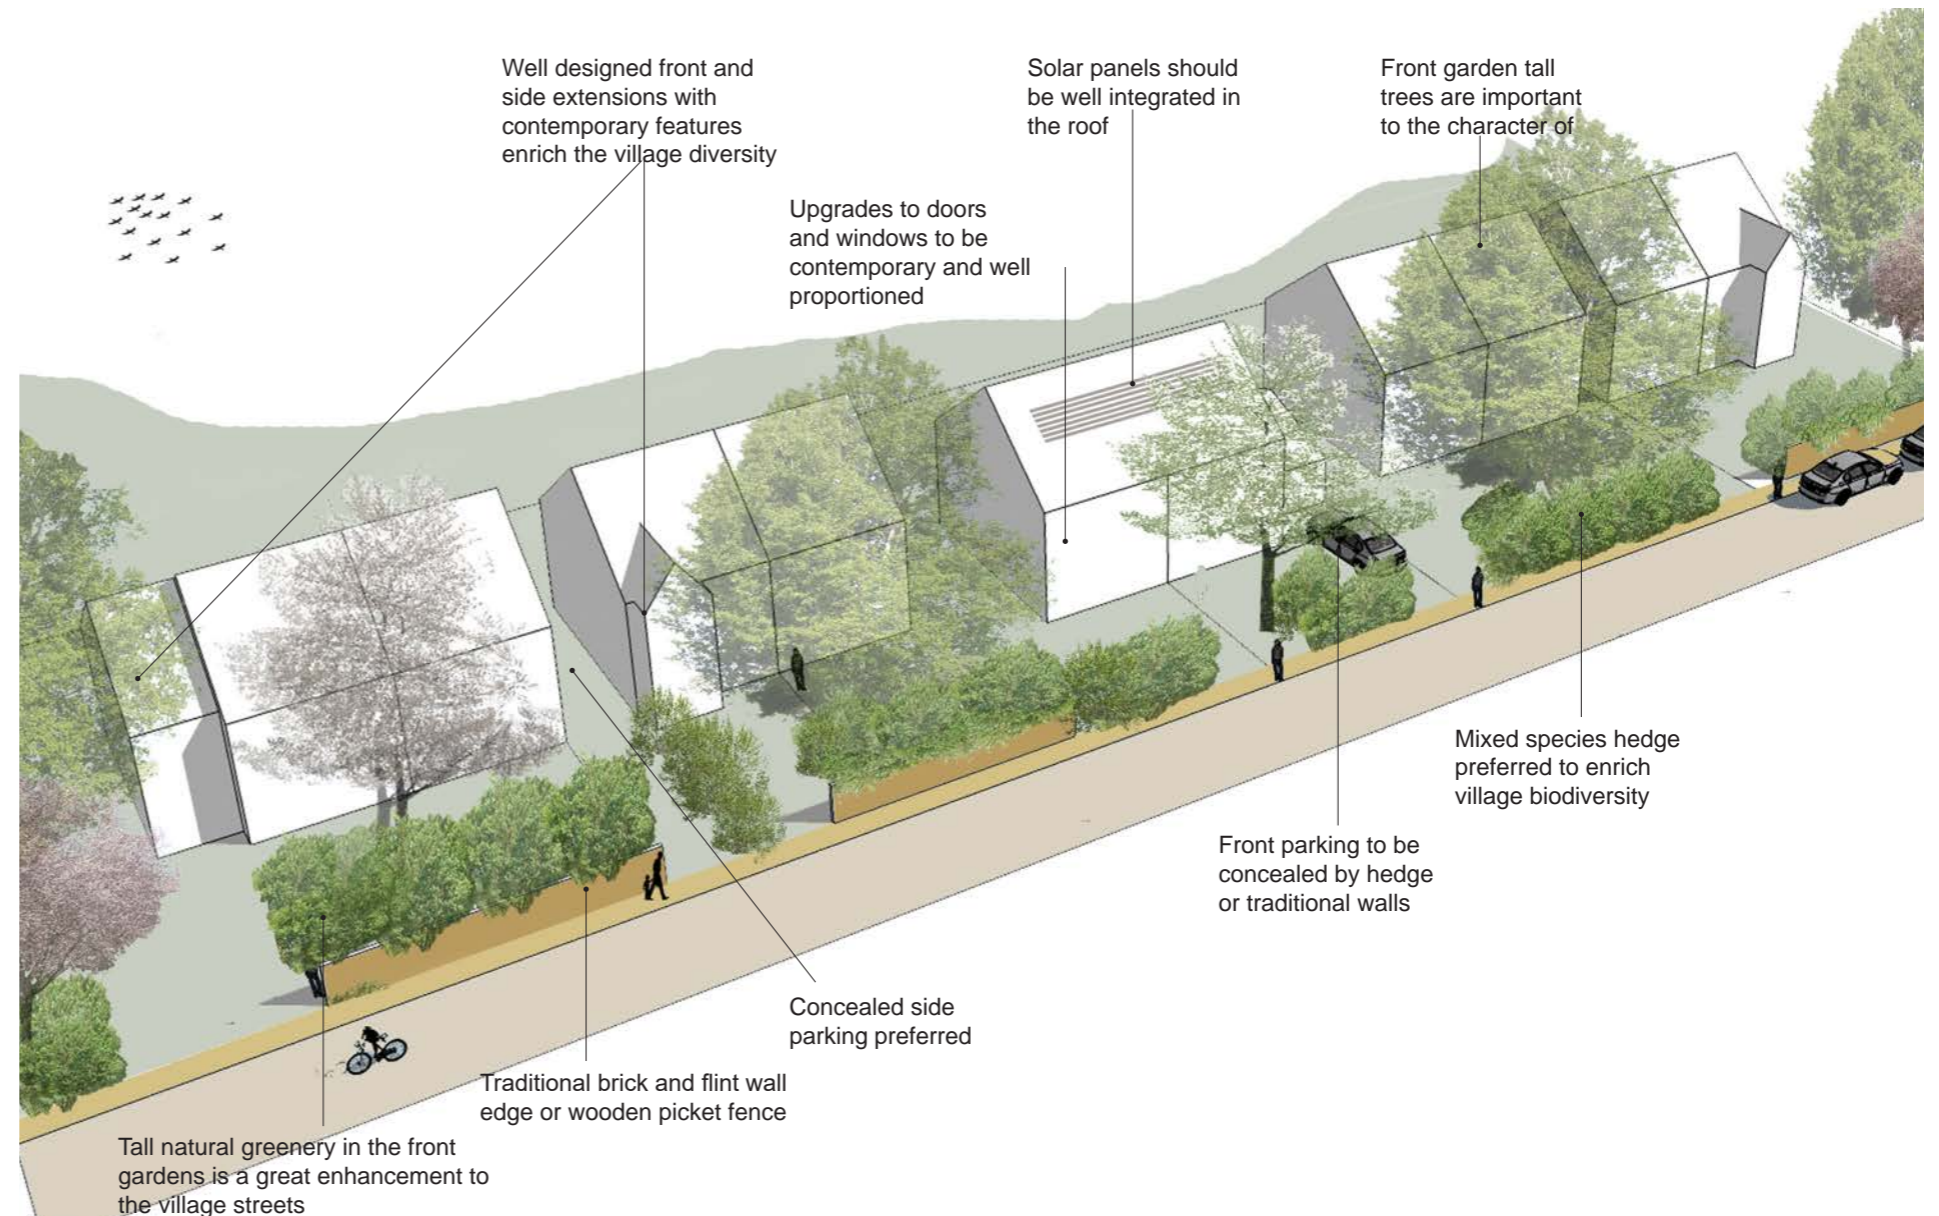 Well designed front and
side extensions with
contemporary features
enrich the village diversity
Solar panels should
be well integrated in
the roof
Front garden tall
trees are important
to the character of
Upgrades to doors
and windows to be
contemporary and well
proportioned
Mixed species hedge
preferred to enrich
village biodiversity
Front parking to be
concealed by hedge
or traditional walls
Concealed side
parking preferred
Traditional brick and flint wall
edge or wooden picket fence
Tall natural greenery in the front
gardens is a great enhancement to
the village streets